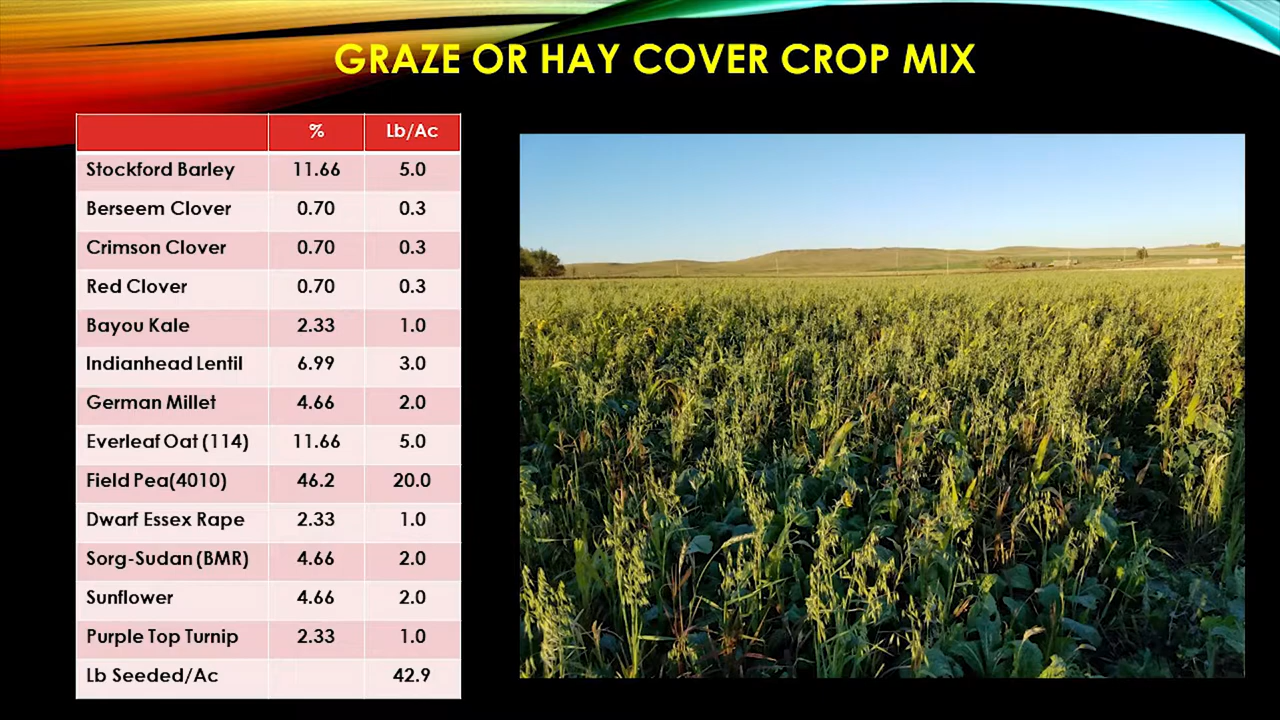 GRAZE OR HAY COVER CROP MIX
% Lb/Ac
Stockford Barley 11.66 5.0
Berseem Clover 0.70 0.3
Crimson Clover 0.70 0.3
Red Clover 0.70 0.3
Bayou Kale 2.33 1.0
Indianhead Lentil 6.99 3.0
German Millet 4.66 2.0
Everleaf Oat (114) 11.66 5.0
Field Pea(4010) 46.2 20.0
Dwarf Essex Rape 2.33 1.0
Sorg-Sudan (BMR) 4.66 2.0
Sunflower 4.66 2.0
Purple Top Turnip 2.33 1.0
Lb Seeded/Ac 42.9